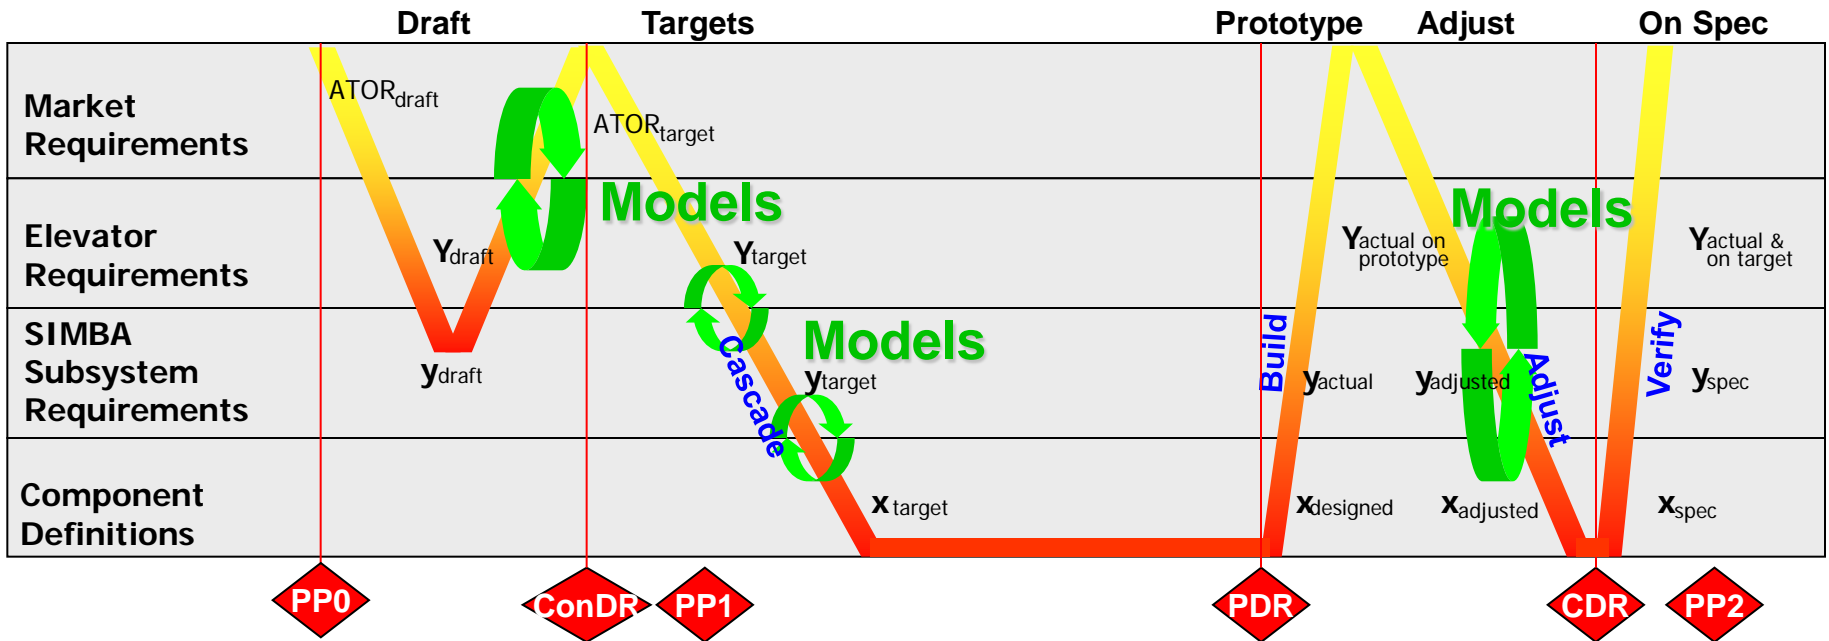 Draft Targets Prototype Adjust On Spec
Market
Requirements
ATORdraft
ATORtarget
Elevator
Requirements
Ydraft
Models
Ytarget
Yactual on
prototype
Models
Yactual &
on target
SIMBA
Subsystem
Requirements
ydraft
Cascade
Models
ytarget
Build
yactual
yadjusted
Adjust
Verify
yspec
Component
Definitions
xtarget
xdesigned
xadjusted
xspec
PP0 ConDR PP1 PDR CDR PP2